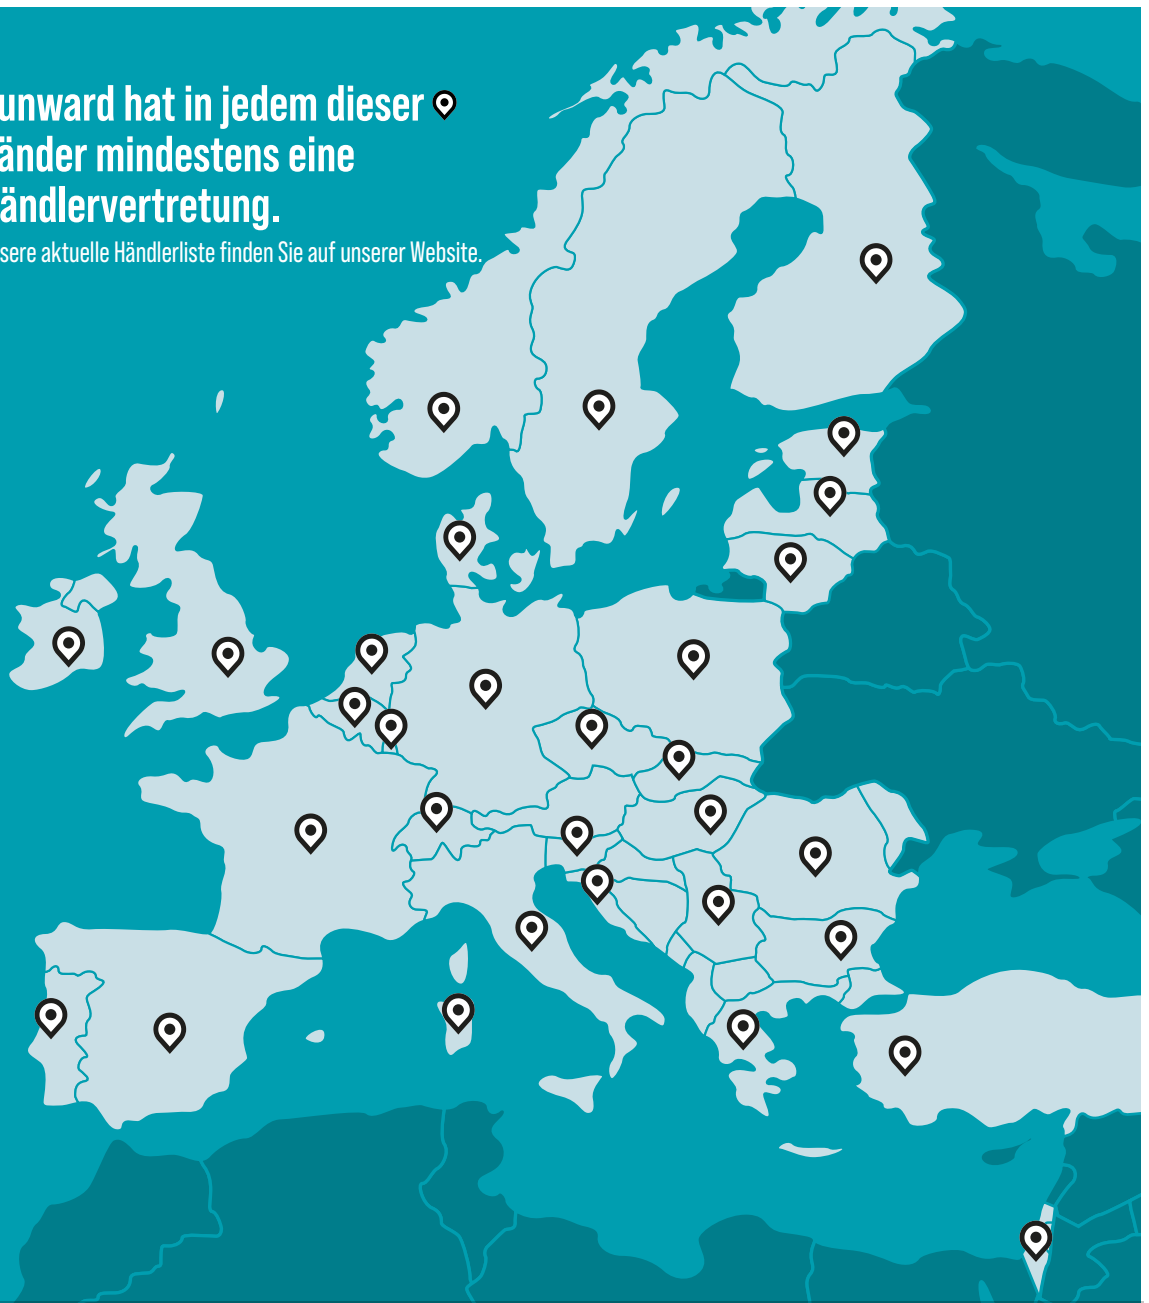 unward hat in jedem dieser
änder mindestens eine
ändlervertretung.
sere aktuelle Händlerliste finden Sie auf unserer Website.